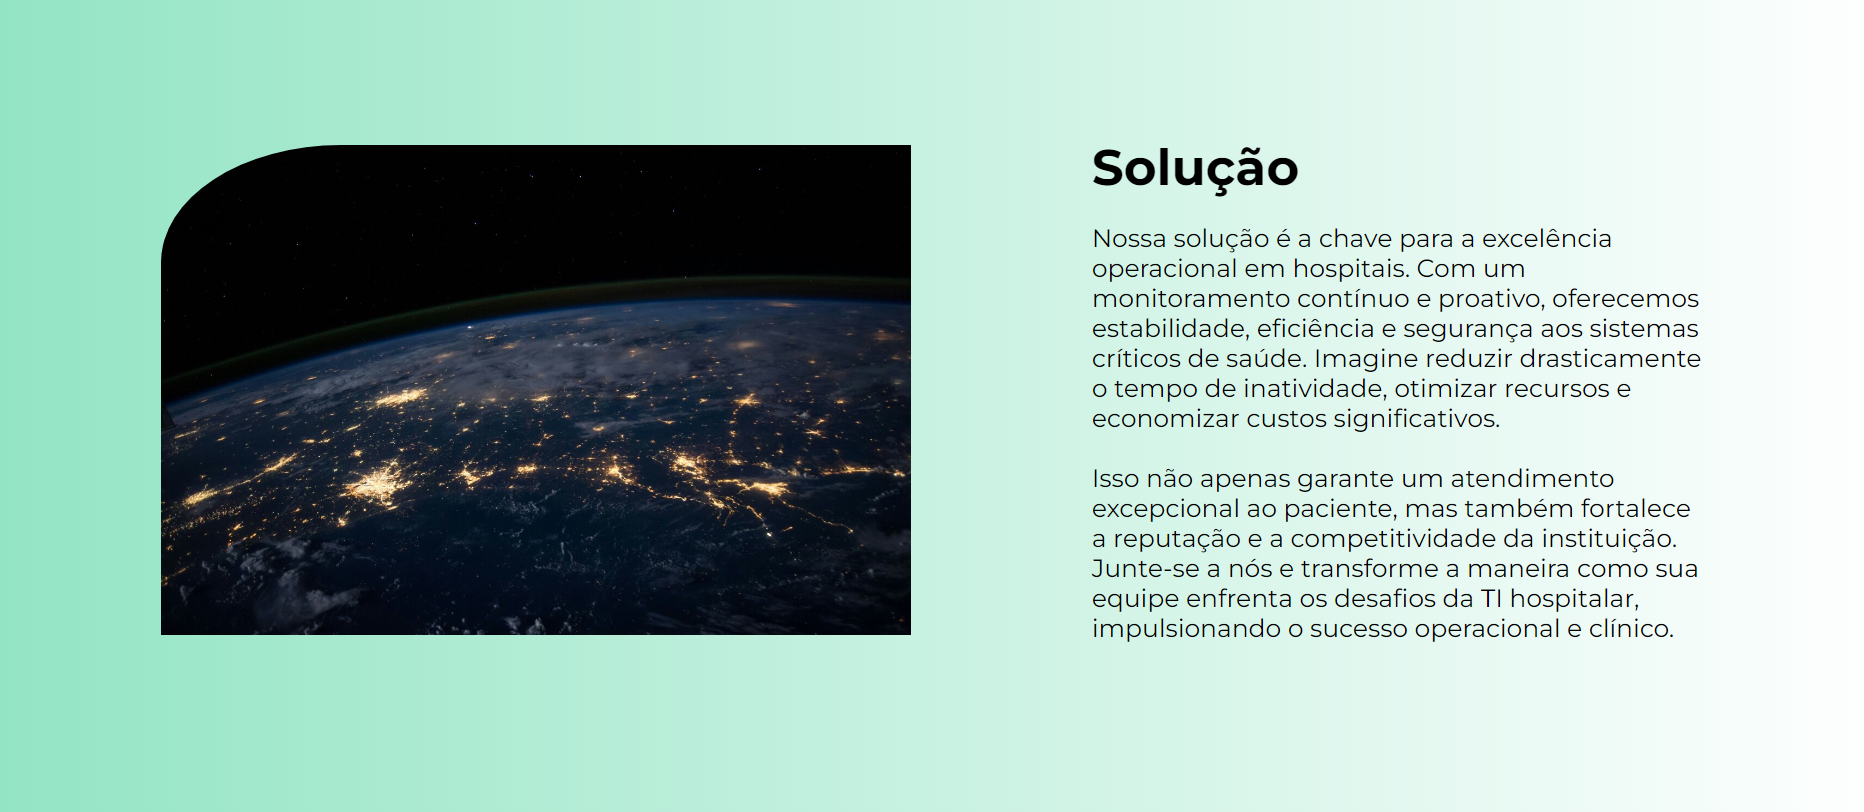 Solução
Nossa solução é a chave para a excelência
operacional em hospitais. Com um
monitoramento contínuo e proativo, oferecemos
estabilidade, eficiência e segurança aos sistemas
críticos de saúde. Imagine reduzir drasticamente
o tempo de inatividade, otimizar recursos e
economizar custos significativos.
Isso não apenas garante um atendimento
excepcional ao paciente, mas também fortalece
a reputação e a competitividade da instituição.
Junte-se a nós e transforme a maneira como sua
equipe enfrenta os desafios da TI hospitalar,
impulsionando o sucesso operacional e clínico.